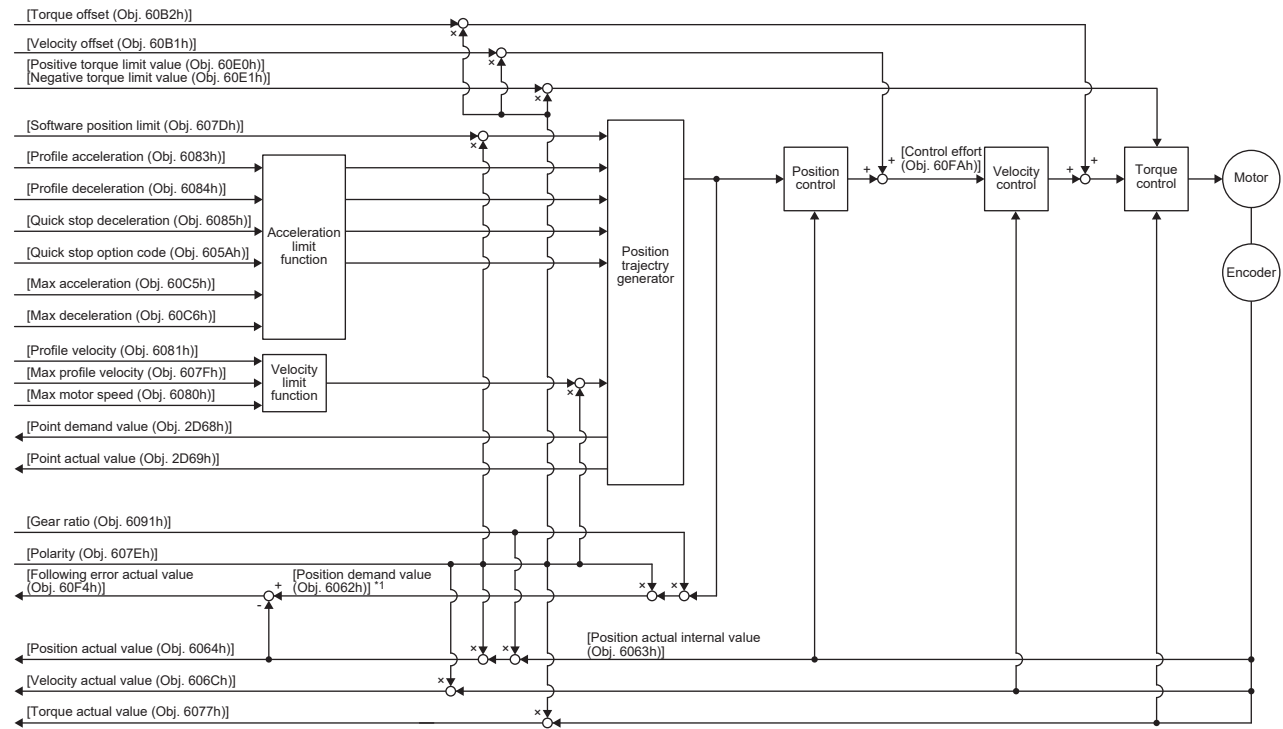 [Torque offset (Obj. 60B2h)]
×
[Velocity offset (Obj. 60B1h)]
×
[Positive torque limit value (Obj. 60E0h)]
[Negative torque limit value (Obj. 60E1h)]
×
[Software position limit (Obj. 607Dh)]
×
[Profile acceleration (Obj. 6083h)]
[Profile deceleration (Obj. 6084h)]
[Quick stop deceleration (Obj. 6085h)]
[Quick stop option code (Obj. 605Ah)]
[Max acceleration (Obj. 60C5h)]
[Max deceleration (Obj. 60C6h)]
Acceleration
limit
function
[Profile velocity (Obj. 6081h)]
[Max profile velocity (Obj. 607Fh)]
[Max motor speed (Obj. 6080h)]
Velocity
limit
function
×
[Point demand value (Obj. 2D68h)]
[Point actual value (Obj. 2D69h)]
Position
trajectry
generator
Position
control
+
+
[Control effort
(Obj. 60FAh)]
Velocity
control
+
+
Torque
control
Motor
Encoder
[Gear ratio (Obj. 6091h)]
[Polarity (Obj. 607Eh)]
[Following error actual value
(Obj. 60F4h)]
+
-
[Position demand value
(Obj. 6062h)] *1
×
×
[Position actual value (Obj. 6064h)]
×
×
[Position actual internal value
(Obj. 6063h)]
[Velocity actual value (Obj. 606Ch)]
×
[Torque actual value (Obj. 6077h)]
×